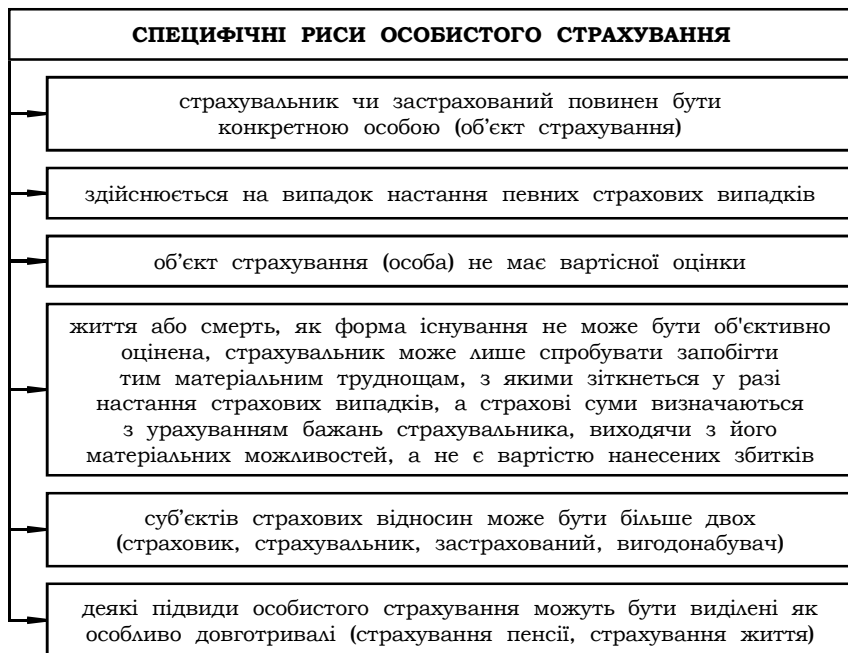 СПЕЦИФІЧНІ РИСИ ОСОБИСТОГО СТРАХУВАННЯ
страхувальник чи застрахований повинен бути
конкретною особою (об’єкт страхування)
здійснюється на випадок настання певних страхових випадків
об’єкт страхування (особа) не має вартісної оцінки
життя або смерть, як форма існування не може бути об'єктивно
оцінена, страхувальник може лише спробувати запобігти
тим матеріальним труднощам, з якими зіткнеться у разі
настання страхових випадків, а страхові суми визначаються
з урахуванням бажань страхувальника, виходячи з його
матеріальних можливостей, а не є вартістю нанесених збитків
суб’єктів страхових відносин може бути більше двох
(страховик, страхувальник, застрахований, вигодонабувач)
деякі підвиди особистого страхування можуть бути виділені як
особливо довготривалі (страхування пенсії, страхування життя)